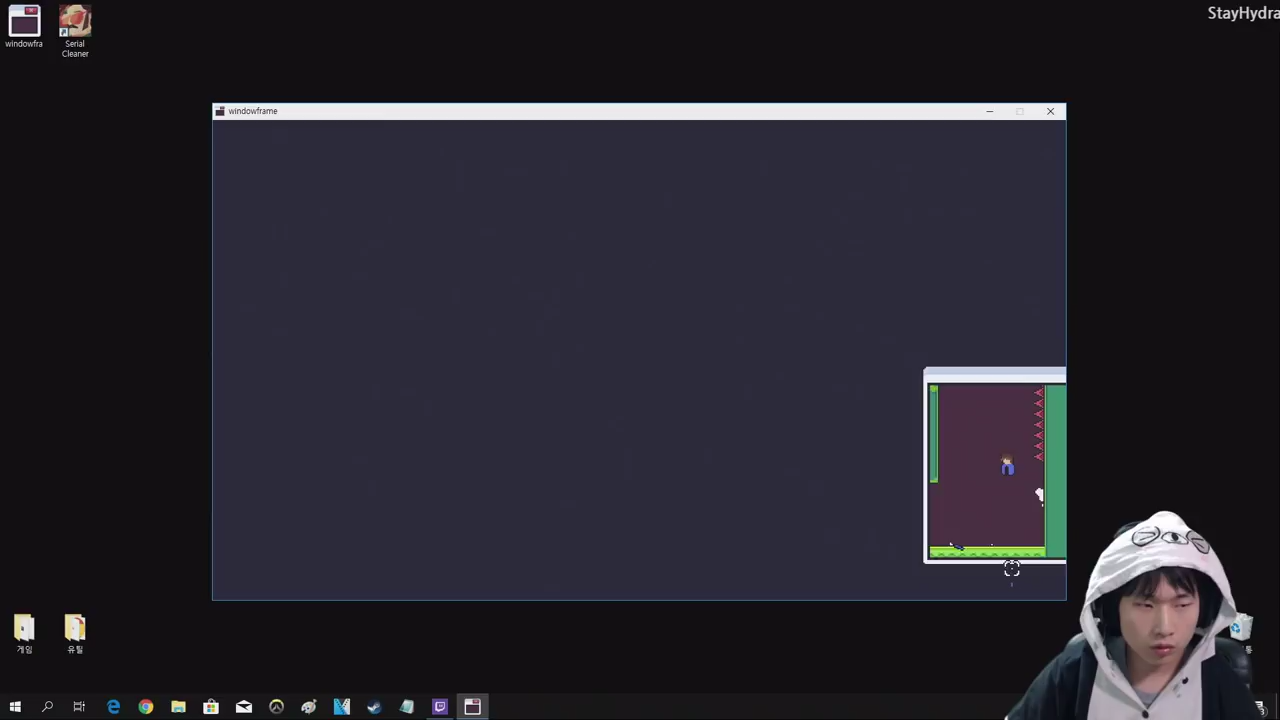 StayHydra
windowfra
Serial
Cleaner
windowframe
게임
유틸